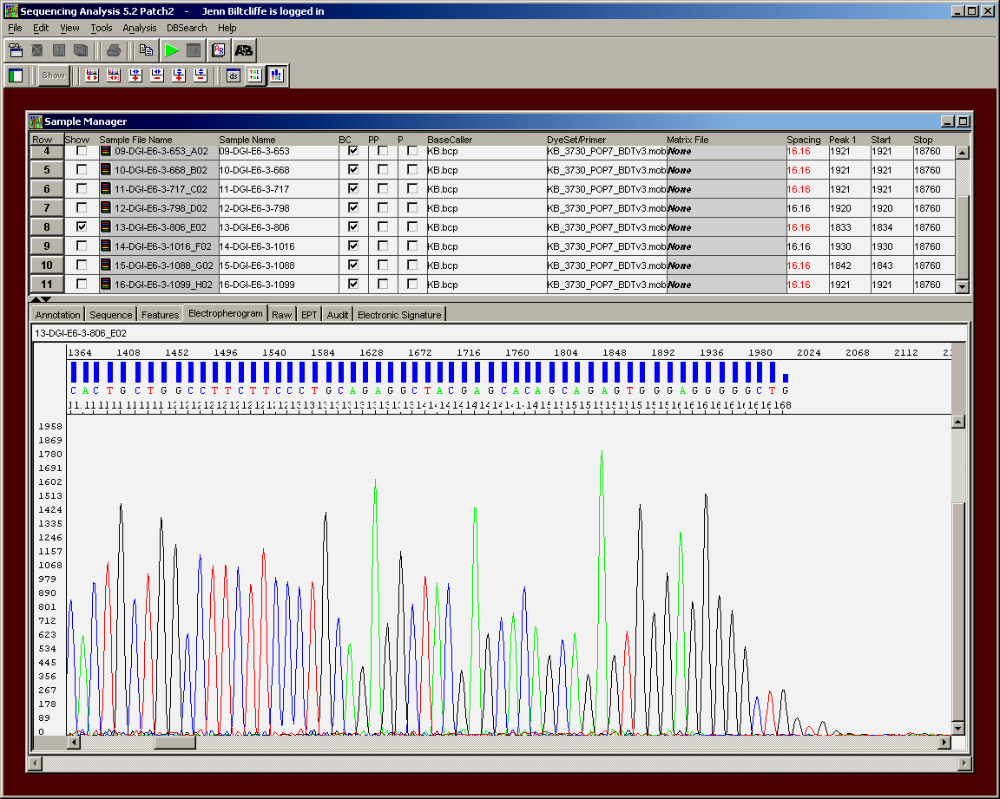 Sequencing Analysis 5.2 Patch2 - Jenn Biltcliffe is logged in
File Edit View Tools Analysis DBSearch Help
Show
ds
Sample Manager
Row Show Sample File Name Sample Name BC PP P BaseCaller DyeSet/Primer Matrix File Spacing Peak 1 Start Stop
4 09-DGI-E6-3-653_A02 09-DGI-E6-3-653 KB.bcp KB_3730_POP7_BDTv3.mob None 16.16 1921 1921 18760
5 10-DGI-E6-3-668_B02 10-DGI-E6-3-668 KB.bcp KB_3730_POP7_BDTv3.mob None 16.16 1921 1921 18760
6 11-DGI-E6-3-717_C02 11-DGI-E6-3-717 KB.bcp KB_3730_POP7_BDTv3.mob None 16.16 1921 1921 18760
7 12-DGI-E6-3-798_D02 12-DGI-E6-3-798 KB.bcp KB_3730_POP7_BDTv3.mob None 16.16 1920 1920 18760
8 13-DGI-E6-3-806_E02 13-DGI-E6-3-806 KB.bcp KB_3730_POP7_BDTv3.mob None 16.16 1833 1834 18760
9 14-DGI-E6-3-1016_F02 14-DGI-E6-3-1016 KB.bcp KB_3730_POP7_BDTv3.mob None 16.16 1930 1930 18760
10 15-DGI-E6-3-1088_G02 15-DGI-E6-3-1088 KB.bcp KB_3730_POP7_BDTv3.mob None 16.16 1842 1843 18760
11 16-DGI-E6-3-1099_H02 16-DGI-E6-3-1099 KB.bcp KB_3730_POP7_BDTv3.mob None 16.16 1921 1921 18760
Annotation Sequence Features Electropherogram Raw EPT Audit Electronic Signature
13-DGI-E6-3-806_E02
1364 1408 1452 1496 1540 1584 1628 1672 1716 1760 1804 1848 1892 1936 1980 2024 2068 2112
C A C T G C T G G C C T T C T T C C C T G C A G A G G C T A C G A G C A C A G C A G A G T G G G A G G G G G C T G
1958
1869
1780
1691
1602
1513
1424
1335
1246
1157
1068
979
890
801
712
623
534
445
356
267
178
89
0